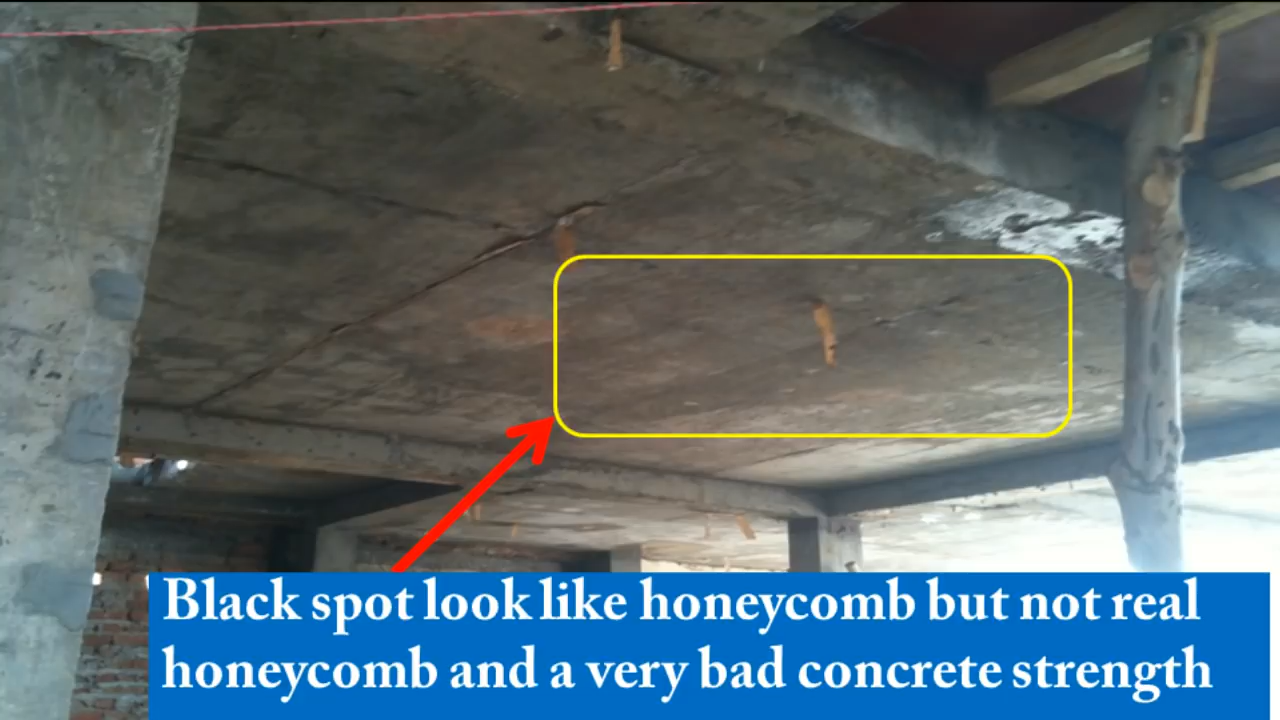 Black spot look like honeycomb but not real
honeycomb and a very bad concrete strength